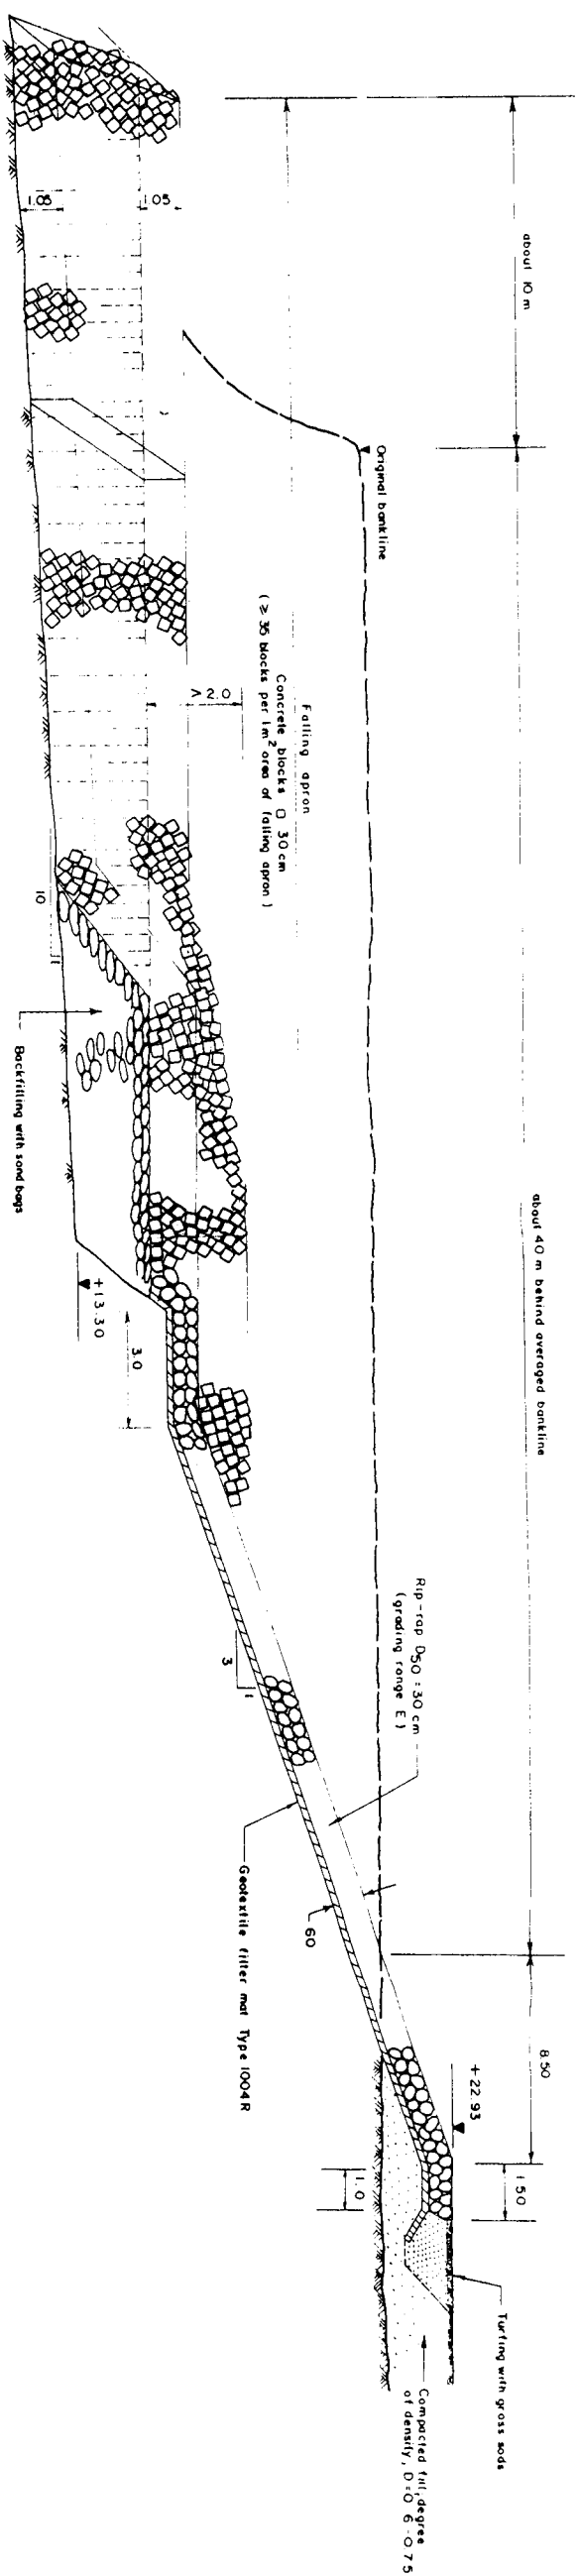 about 10 m
about 40 m behind averaged bankline
8.50
1.50
+22.93
1.0
Turfing with grass sods
Compacted fill, degree
of density, D = 0.6 - 0.75
Original bankline
Falling apron
Concrete blocks □ 30 cm
( ≥ 35 blocks per 1m² area of falling apron )
Rip-rap D50 = 30 cm
(grading range E)
1.05
1.05
> 2.0
10
1
Backfilling with sand bags
+13.30
3.0
3
1
.60
Geotextile filter mat Type 1004R